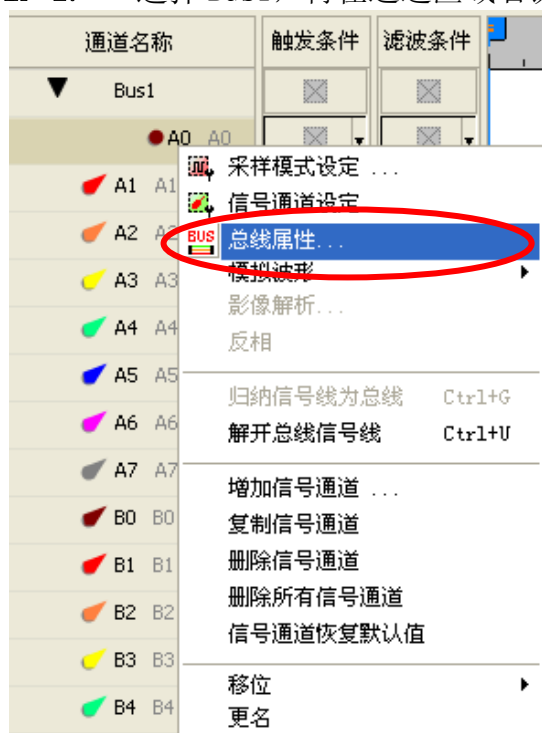 选择 Bus1，
通道名称 触发条件 滤波条件
Bus1
A0 A0
A1 A1
A2 A2
A3 A3
A4 A4
A5 A5
A6 A6
A7 A7
B0 B0
B1 B1
B2 B2
B3 B3
B4 B4
采样模式设定 ...
信号通道设定
BUS 总线属性...
模拟波形
影像解析...
反相
归纳信号线为总线 Ctrl+G
解开总线信号线 Ctrl+U
增加信号通道 ...
复制信号通道
删除信号通道
删除所有信号通道
信号通道恢复默认值
移位
更名